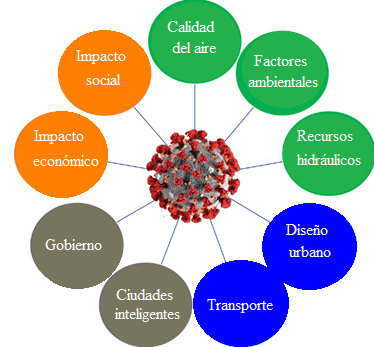 Calidad
del aire
Factores
ambientales
Recursos
hidráulicos
Diseño
urbano
Transporte
Ciudades
inteligentes
Gobierno
Impacto
económico
Impacto
social